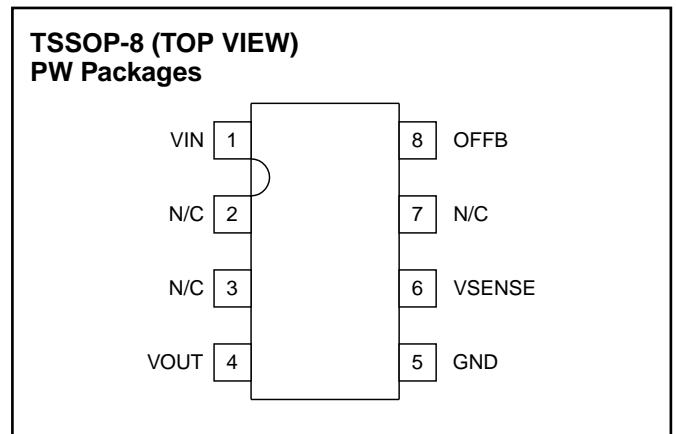 TSSOP-8 (TOP VIEW)
PW Packages
VIN 1 8 OFFB
N/C 2 7 N/C
N/C 3 6 VSENSE
VOUT 4 5 GND